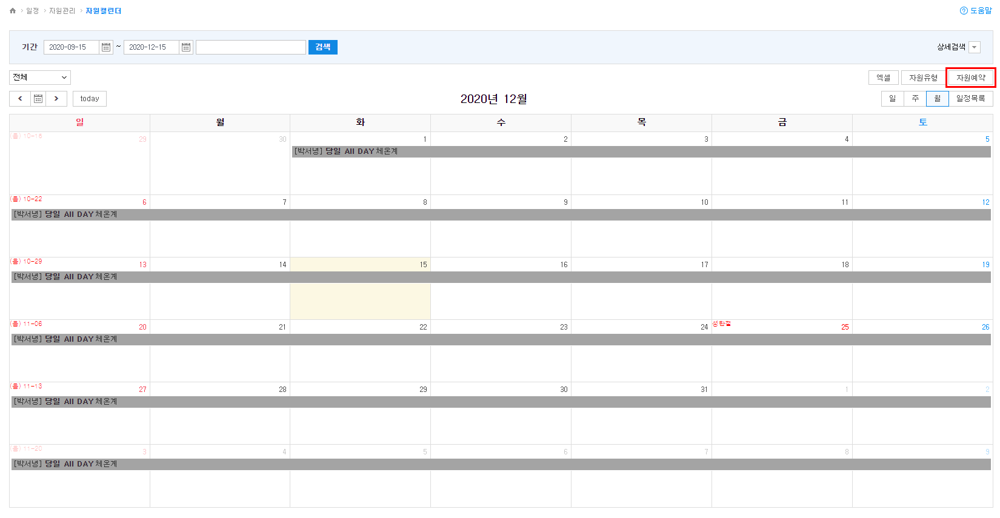 일정 > 자원관리 > 자원캘린더
도움말
기간 2020-09-15 ~ 2020-12-15 검색 상세검색
전체 엑셀 자원유형 자원예약
< > today 2020년 12월 일 주 월 일정목록
일 월 화 수 목 금 토
(음) 10-16 29 30 1 2 3 4 5
[박서녕] 당일 All DAY 체온계
(음) 10-22 6 7 8 9 10 11 12
[박서녕] 당일 All DAY 체온계
(음) 10-29 13 14 15 16 17 18 19
[박서녕] 당일 All DAY 체온계
(음) 11-06 20 21 22 23 24 성탄절 25 26
[박서녕] 당일 All DAY 체온계
(음) 11-13 27 28 29 30 31 1 2
[박서녕] 당일 All DAY 체온계
(음) 11-20 3 4 5 6 7 8 9
[박서녕] 당일 All DAY 체온계